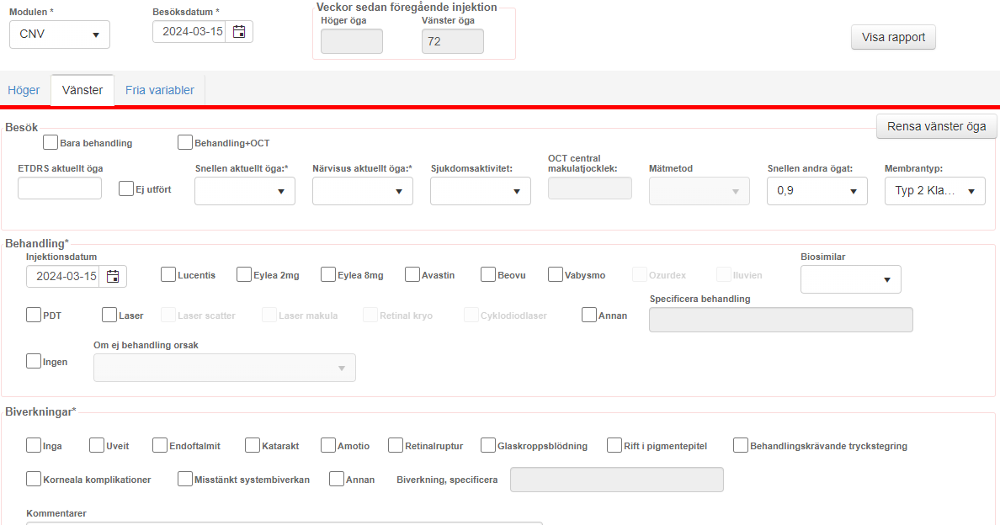 Modulen *
Besöksdatum *
Veckor sedan föregående injektion
Höger öga
Vänster öga
CNV
2024-03-15
72
Visa rapport
Höger
Vänster
Fria variabler
Besök
Rensa vänster öga
Bara behandling
Behandling+OCT
ETDRS aktuellt öga
Ej utfört
Snellen aktuellt öga:*
Närvisus aktuellt öga:*
Sjukdomsaktivitet:
OCT central
makulatjocklek:
Mätmetod
Snellen andra ögat:
0,9
Membrantyp:
Typ 2 Kla...
Behandling*
Injektionsdatum
2024-03-15
Lucentis
Eylea 2mg
Eylea 8mg
Avastin
Beovu
Vabysmo
Ozurdex
Iluvien
Biosimilar
PDT
Laser
Laser scatter
Laser makula
Retinal kryo
Cyklodiodlaser
Annan
Specificera behandling
Ingen
Om ej behandling orsak
Biverkningar*
Inga
Uveit
Endoftalmit
Katarakt
Amotio
Retinalruptur
Glaskroppsblödning
Rift i pigmentepitel
Behandlingskrävande tryckstegring
Korneala komplikationer
Misstänkt systembiverkan
Annan
Biverkning, specificera
Kommentarer